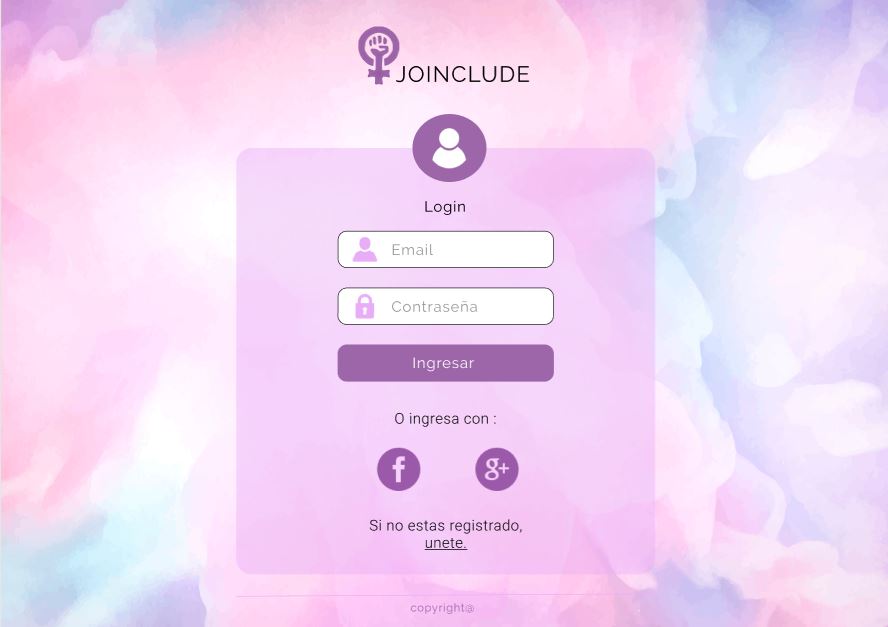 JOINCLUDE
Login
Email
Contraseña
Ingresar
O ingresa con :
f
g+
Si no estas registrado,
unete.
copyright@